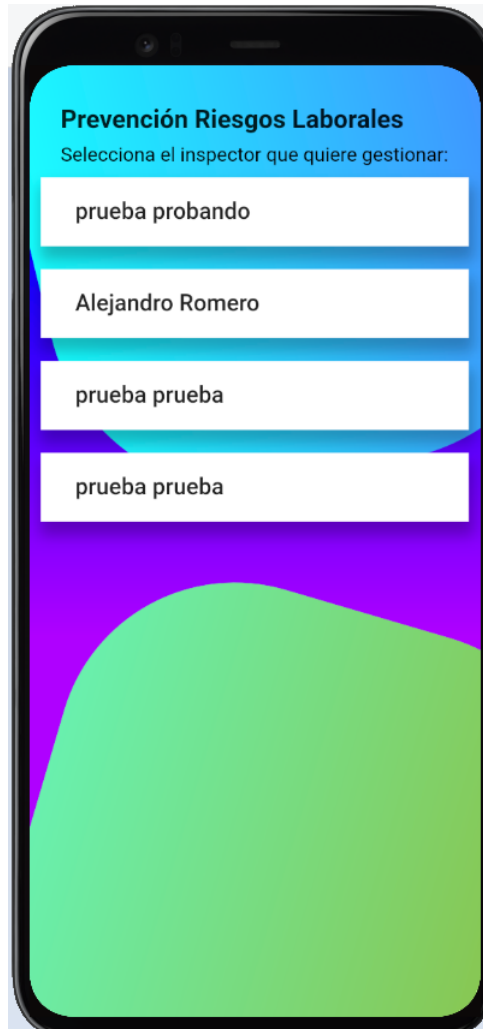 Prevención Riesgos Laborales
Selecciona el inspector que quiere gestionar:
prueba probando
Alejandro Romero
prueba prueba
prueba prueba